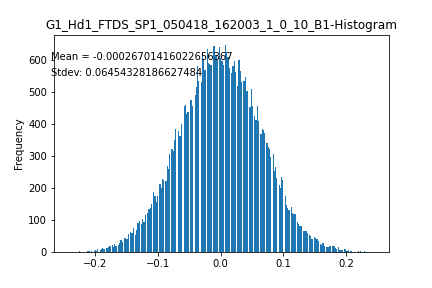 G1_Hd1_FTDS_SP1_050418_162003_1_0_10_B1-Histogram
Mean = -0.00026701416022656367
Stdev: 0.06454328186627484
Frequency
600
500
400
300
200
100
0
−0.2 −0.1 0.0 0.1 0.2